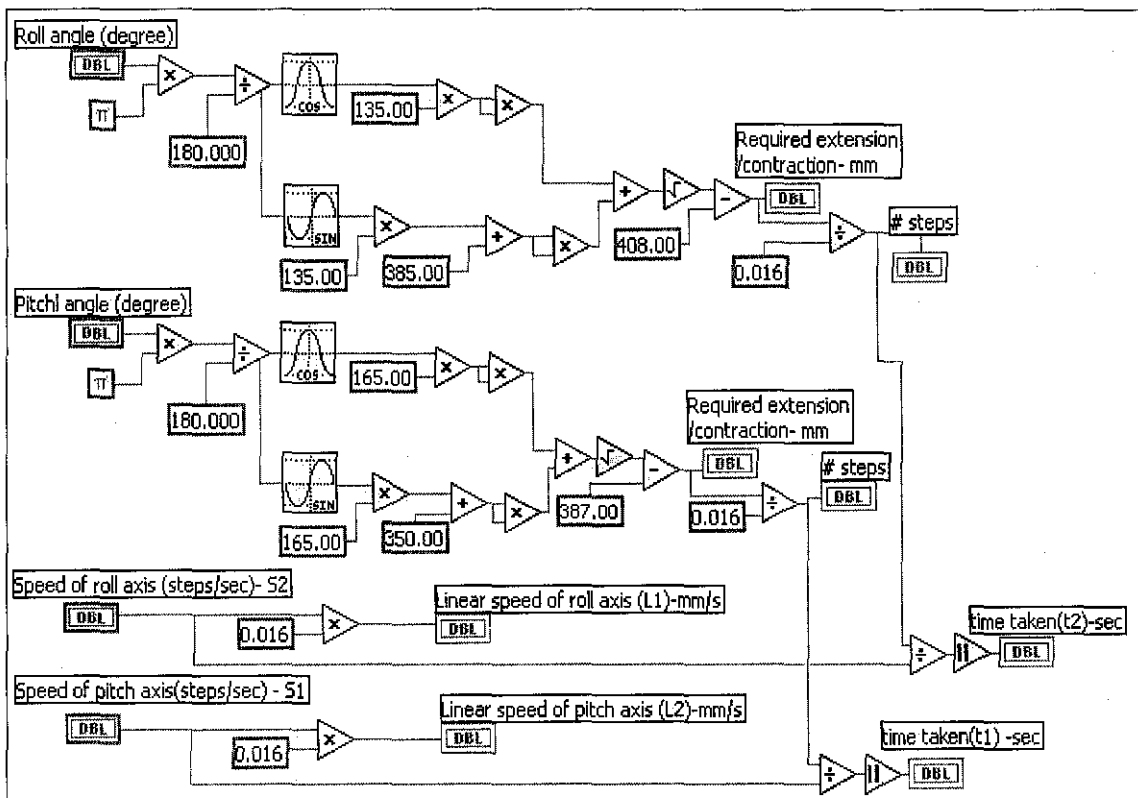 Roll angle (degree)
DBL
π
180.000
COS
135.00
SIN
135.00
385.00
408.00
Required extension
/contraction- mm
DBL
0.016
# steps
DBL
Pitchl angle (degree)
DBL
π
180.000
COS
165.00
SIN
165.00
350.00
387.00
Required extension
/contraction- mm
DBL
0.016
# steps
DBL
Speed of roll axis (steps/sec)- S2
DBL
0.016
Linear speed of roll axis (L1)-mm/s
DBL
time taken(t2)-sec
DBL
Speed of pitch axis(steps/sec) - S1
DBL
0.016
Linear speed of pitch axis (L2)-mm/s
DBL
time taken(t1) -sec
DBL